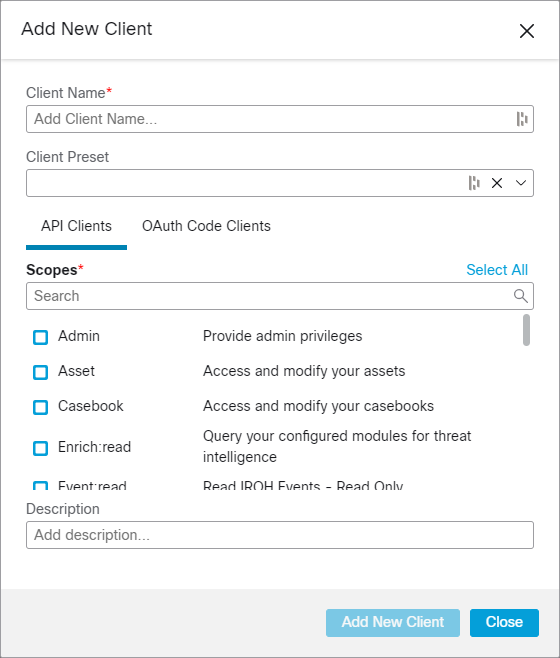 Add New Client
Client Name*
Add Client Name...
Client Preset
API Clients OAuth Code Clients
Scopes* Select All
Search
Admin Provide admin privileges
Asset Access and modify your assets
Casebook Access and modify your casebooks
Enrich:read Query your configured modules for threat
intelligence
Event:read Read IROH Events - Read Only
Description
Add description...
Add New Client Close